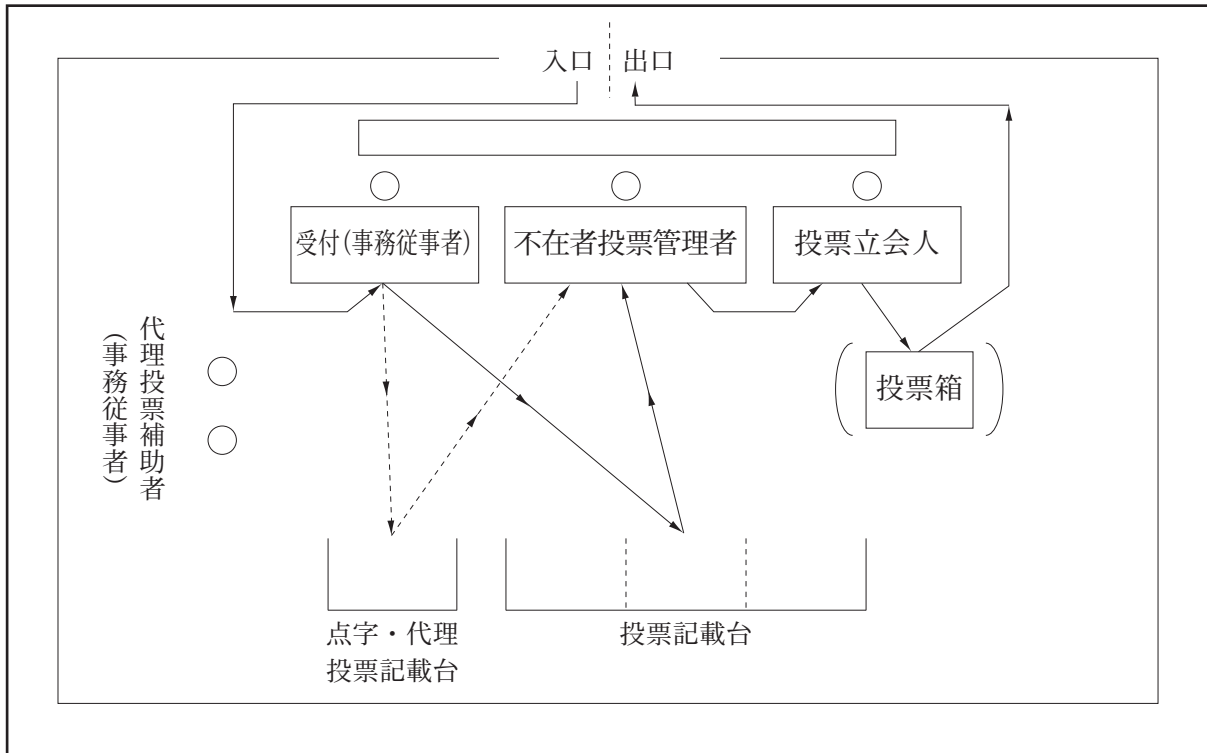 入口
出口
受付(事務従事者)
不在者投票管理者
投票立会人
投票箱
代理投票補助者
(事務従事者)
点字・代理
投票記載台
投票記載台